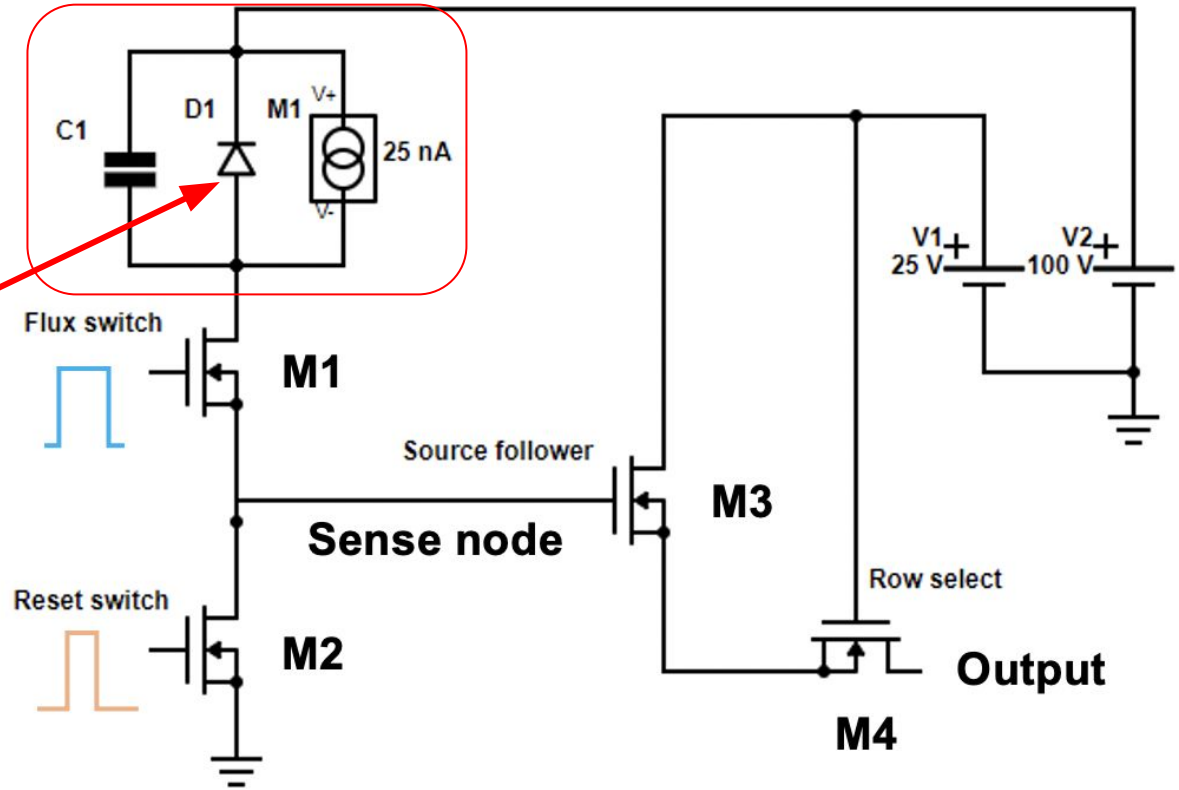 C1
D1
M1
V+
25 nA
V-
V1
+
25 V
V2
+
100 V
Flux switch
M1
Source follower
M3
Sense node
Row select
Reset switch
M2
Output
M4